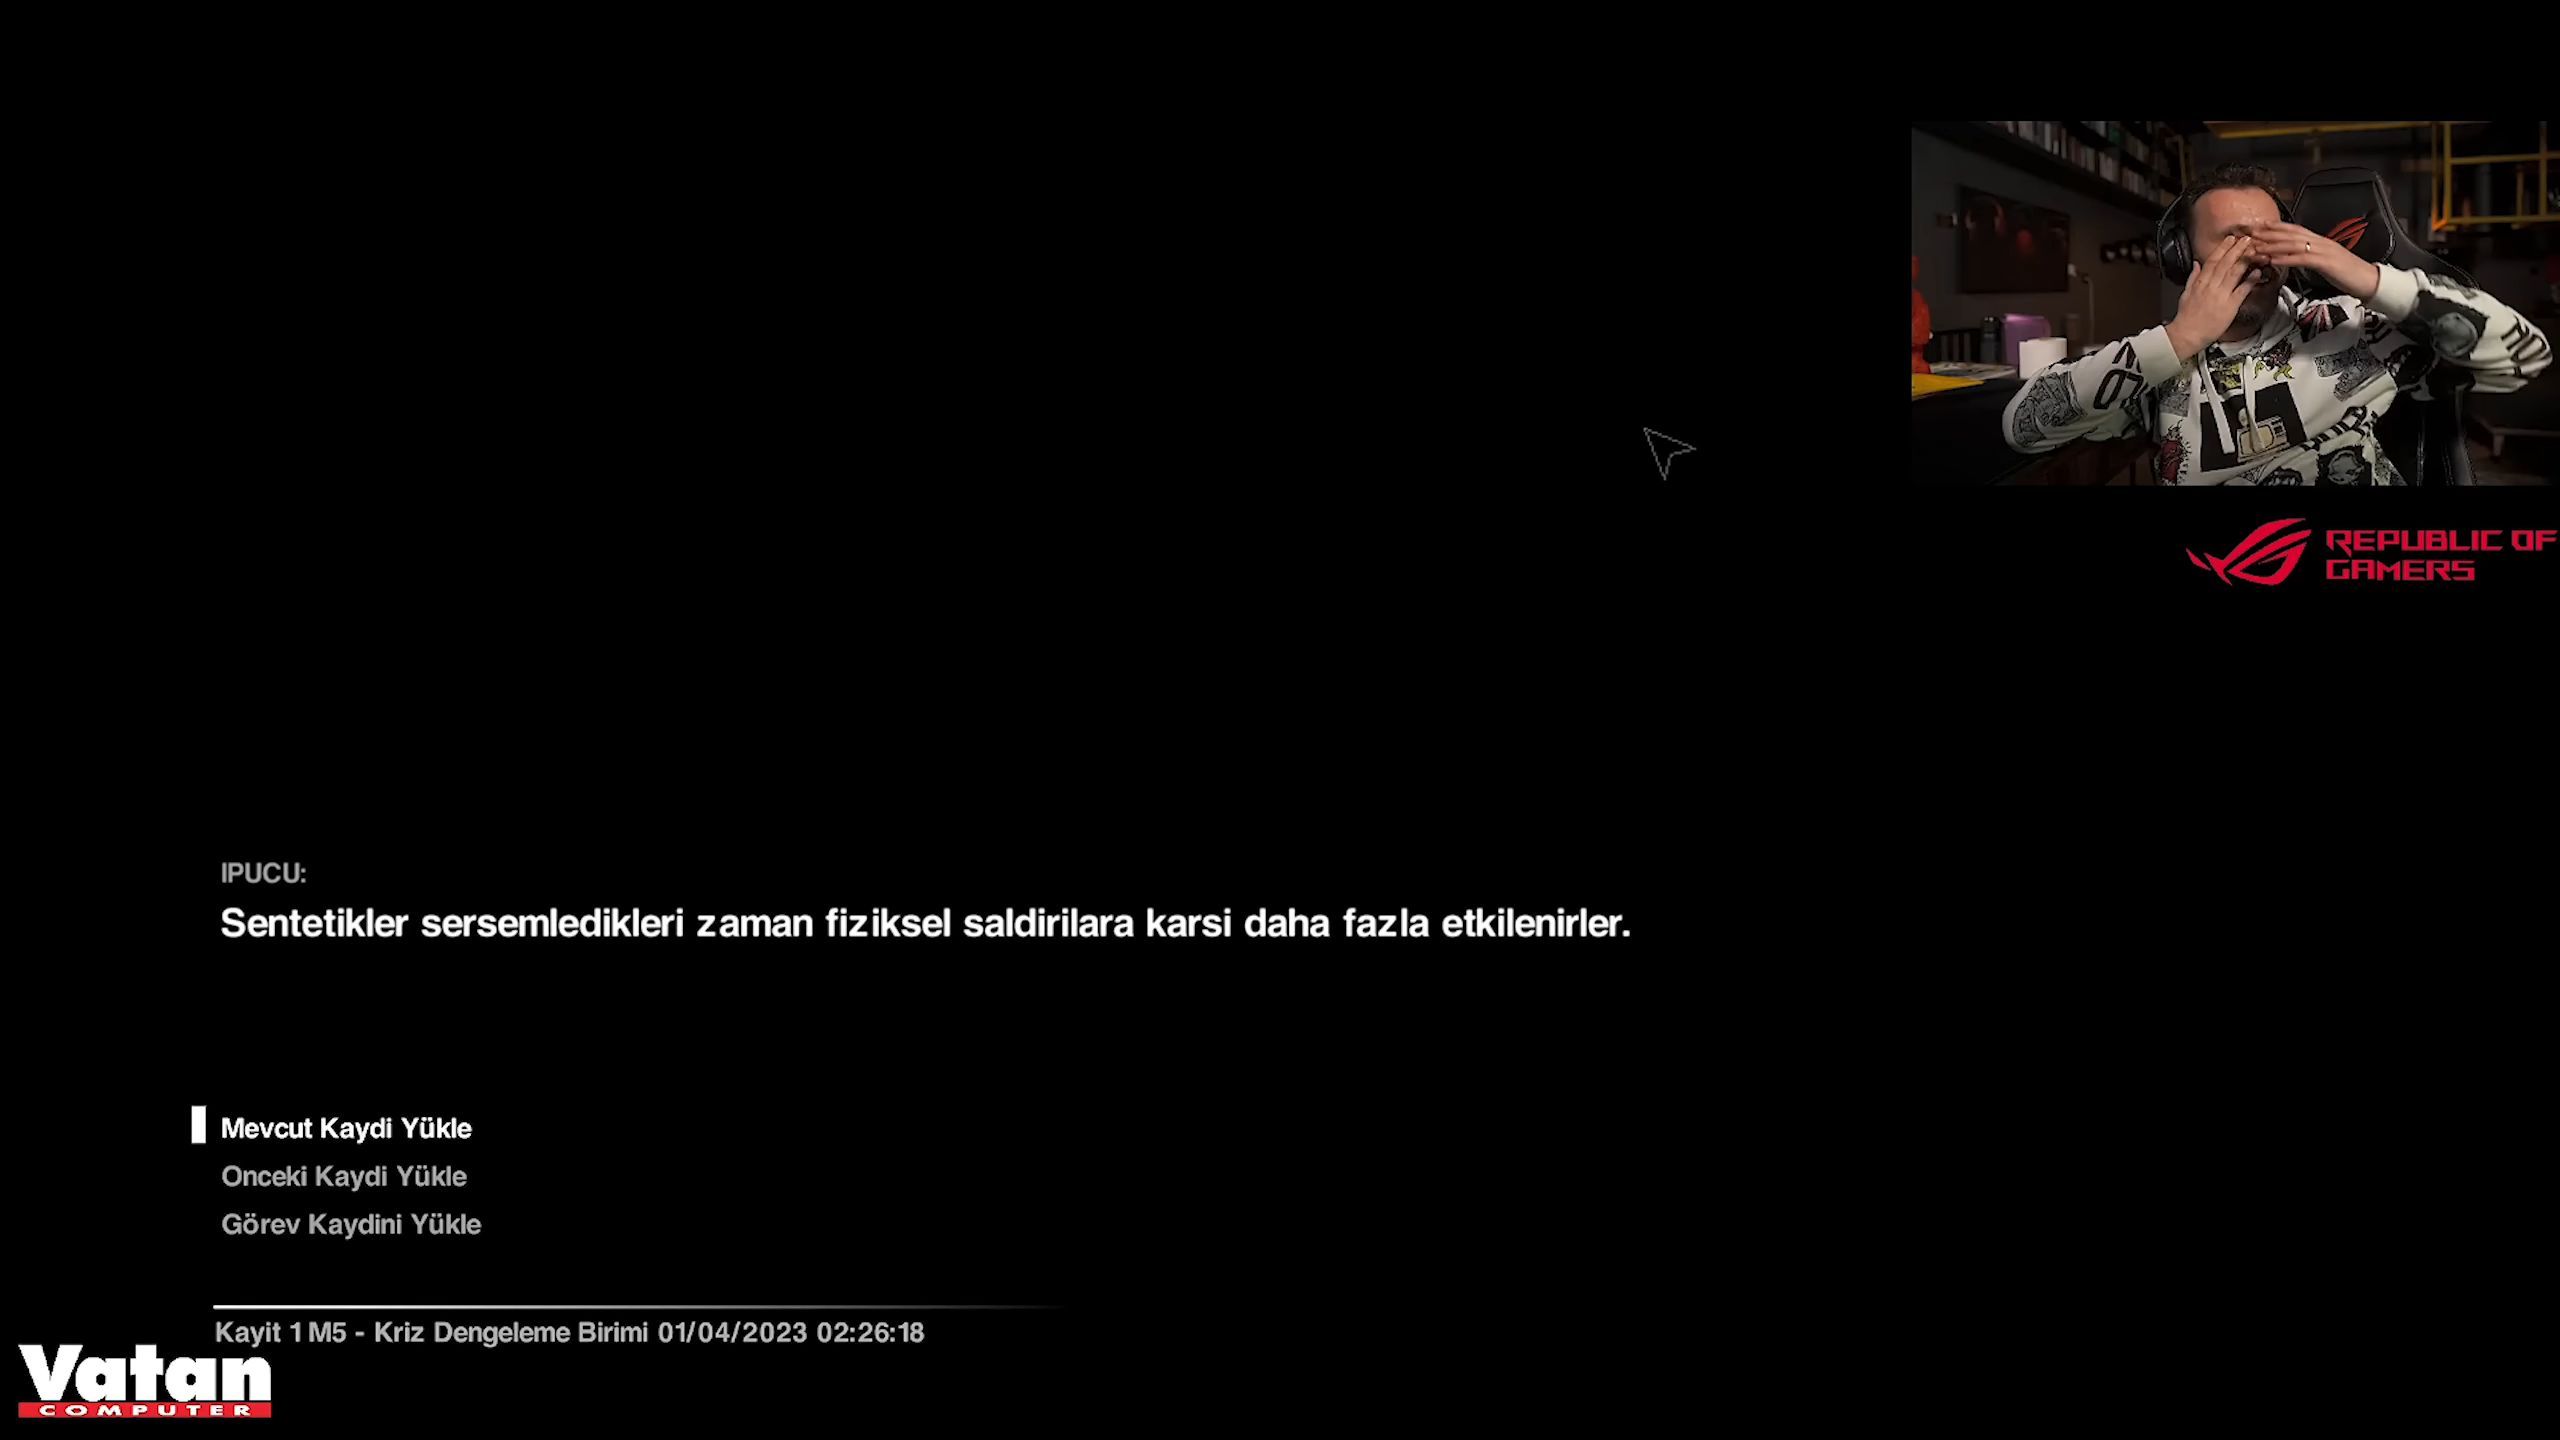 REPUBLIC OF
GAMERS
IPUCU:
Sentetikler sersemledikleri zaman fiziksel saldirilara karsi daha fazla etkilenirler.
Mevcut Kaydi Yükle
Onceki Kaydi Yükle
Görev Kaydini Yükle
Kayit 1 M5 - Kriz Dengeleme Birimi 01/04/2023 02:26:18
Vatan
COMPUTER